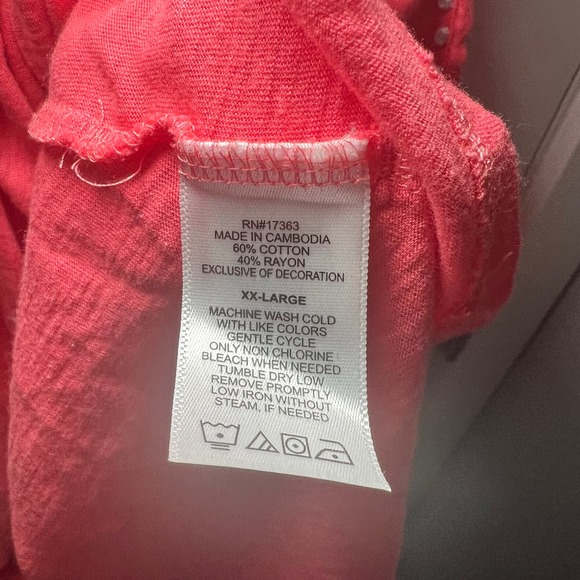 RN#17363
MADE IN CAMBODIA
60% COTTON
40% RAYON
EXCLUSIVE OF DECORATION
XX-LARGE
MACHINE WASH COLD
WITH LIKE COLORS
GENTLE CYCLE
ONLY NON CHLORINE
BLEACH WHEN NEEDED
TUMBLE DRY LOW
REMOVE PROMPTLY
LOW IRON WITHOUT
STEAM, IF NEEDED